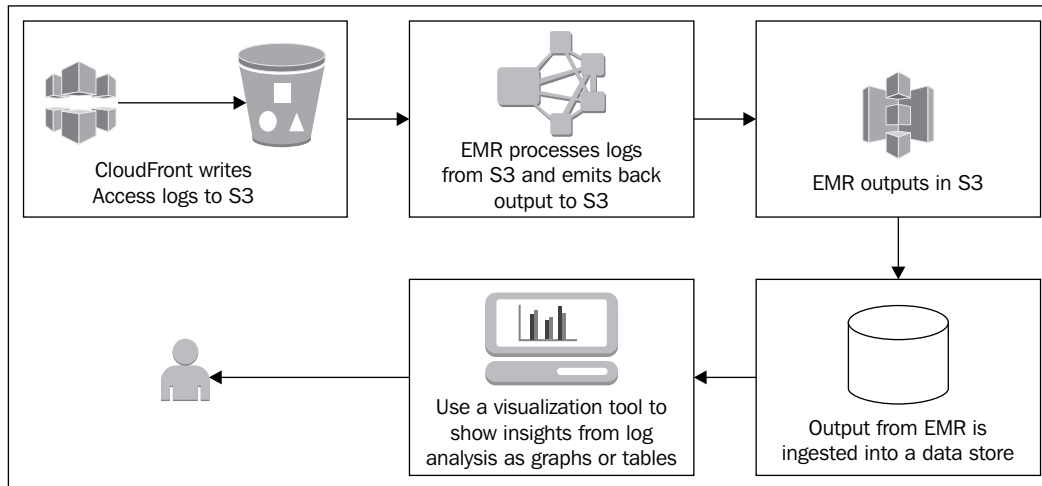 CloudFront writes
Access logs to S3
EMR processes logs
from S3 and emits back
output to S3
EMR outputs in S3
Use a visualization tool to
show insights from log
analysis as graphs or tables
Output from EMR is
ingested into a data store